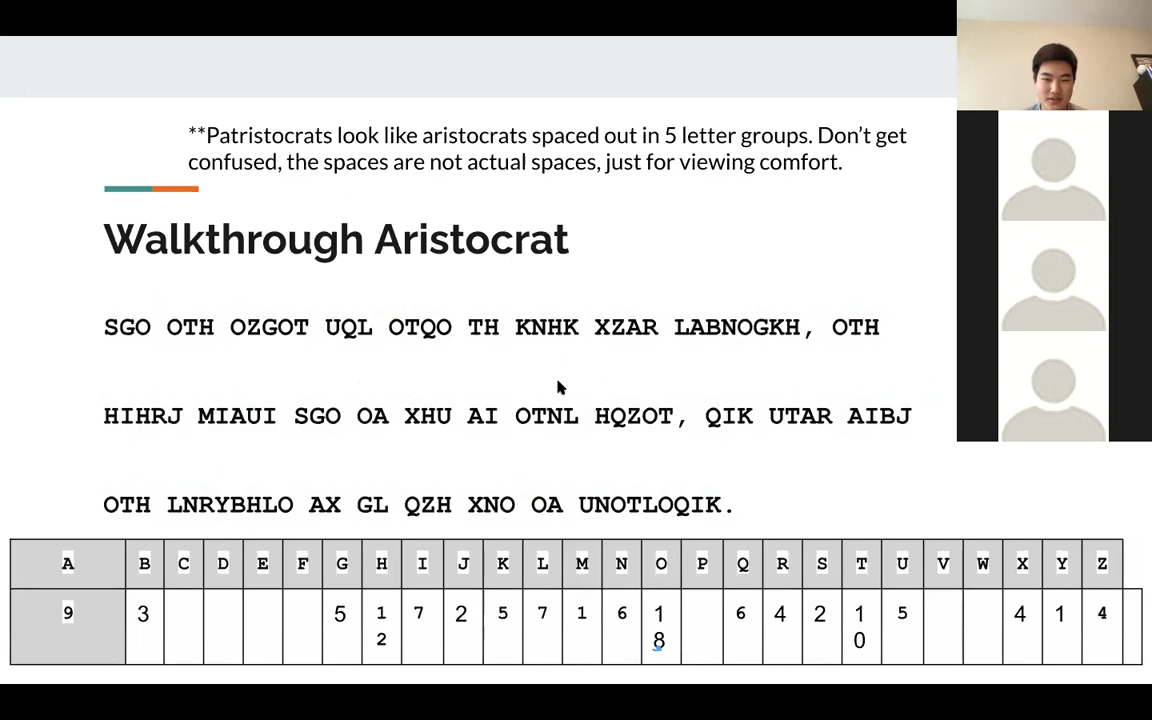 **Patristocrats look like aristocrats spaced out in 5 letter groups. Don't get
confused, the spaces are not actual spaces, just for viewing comfort.
Walkthrough Aristocrat
SGO OTH OZGOT UQL OTQO TH KNHK XZAR LABNOGKH, OTH
HIHRJ MIAUI SGO OA XHU AI OTNL HQZOT, QIK UTAR AIBJ
OTH LNRYBHLO AX GL QZH XNO OA UNOTLOQIK.
A B C D E F G H I J K L M N O P Q R S T U V W X Y Z
9 3 5 12 7 2 5 7 1 6 18 6 4 2 10 5 4 1 4